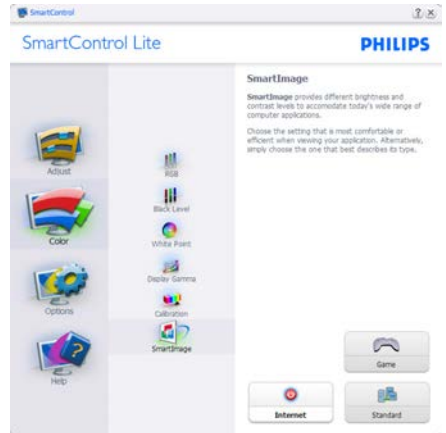 SmartControl
SmartControl Lite
PHILIPS
Adjust
Color
Options
Help
RGB
Black Level
White Point
Display Gamma
Calibration
SmartImage
SmartImage
SmartImage provides different brightness and
contrast levels to accomodate today's wide range of
computer applications.
Choose the setting that is most comfortable or
efficient when viewing your application. Alternatively,
simply choose the one that best describes its type.
Game
Internet
Standard